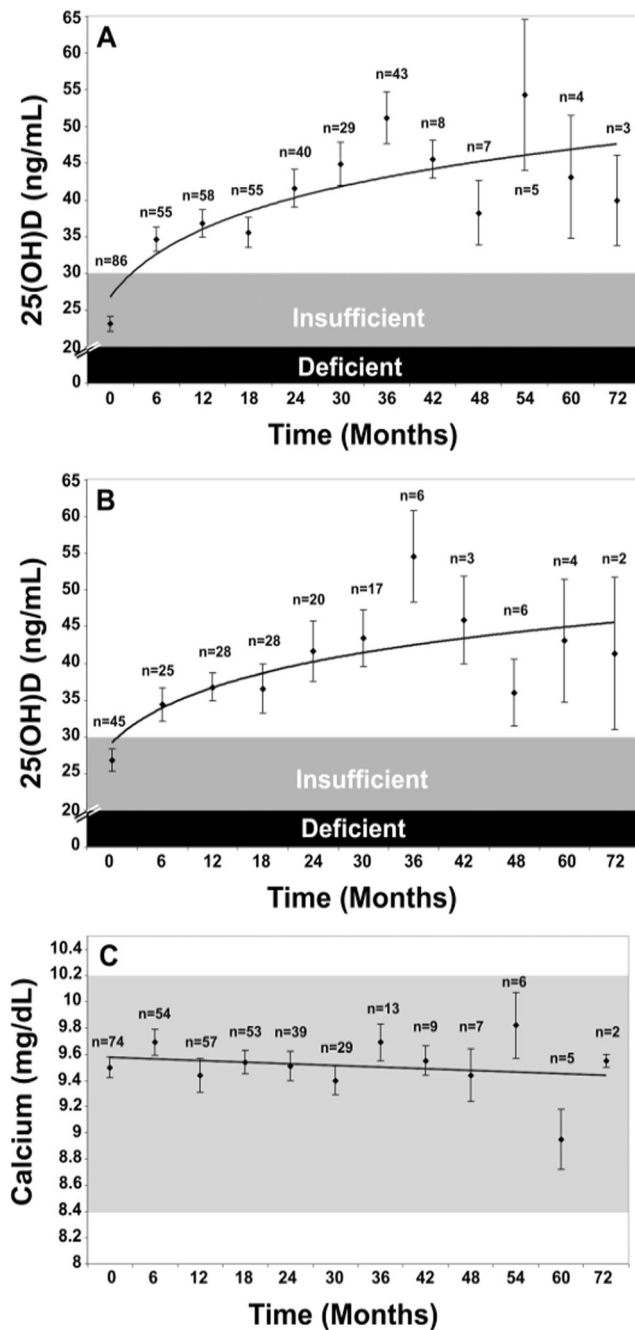 A
25(OH)D (ng/mL)
65
60
55
50
45
40
35
30
25
20
0
n=86
n=55
n=58
n=55
n=40
n=29
n=43
n=8
n=7
n=5
n=4
n=3
Insufficient
Deficient
0 6 12 18 24 30 36 42 48 54 60 72
Time (Months)
B
25(OH)D (ng/mL)
65
60
55
50
45
40
35
30
25
20
0
n=45
n=25
n=28
n=28
n=20
n=17
n=6
n=3
n=6
n=4
n=2
Insufficient
Deficient
0 6 12 18 24 30 36 42 48 60 72
Time (Months)
C
Calcium (mg/dL)
10.4
10.2
10
9.8
9.6
9.4
9.2
9
8.8
8.6
8.4
8.2
8
n=74
n=54
n=57
n=53
n=39
n=29
n=13
n=9
n=7
n=6
n=5
n=2
0 6 12 24 30 36 42 48 54 60 72
Time (Months)